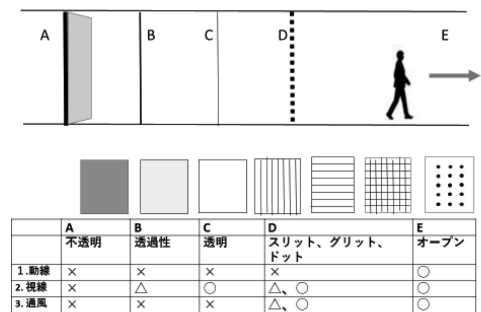 A B C D E
A B C D E
不透明 透過性 透明 スリット、グリット、 オープン
ドット
1.動線 × × × × ○
2. 視線 × △ ○ △、○ ○
3. 通風 × × × △、○ ○